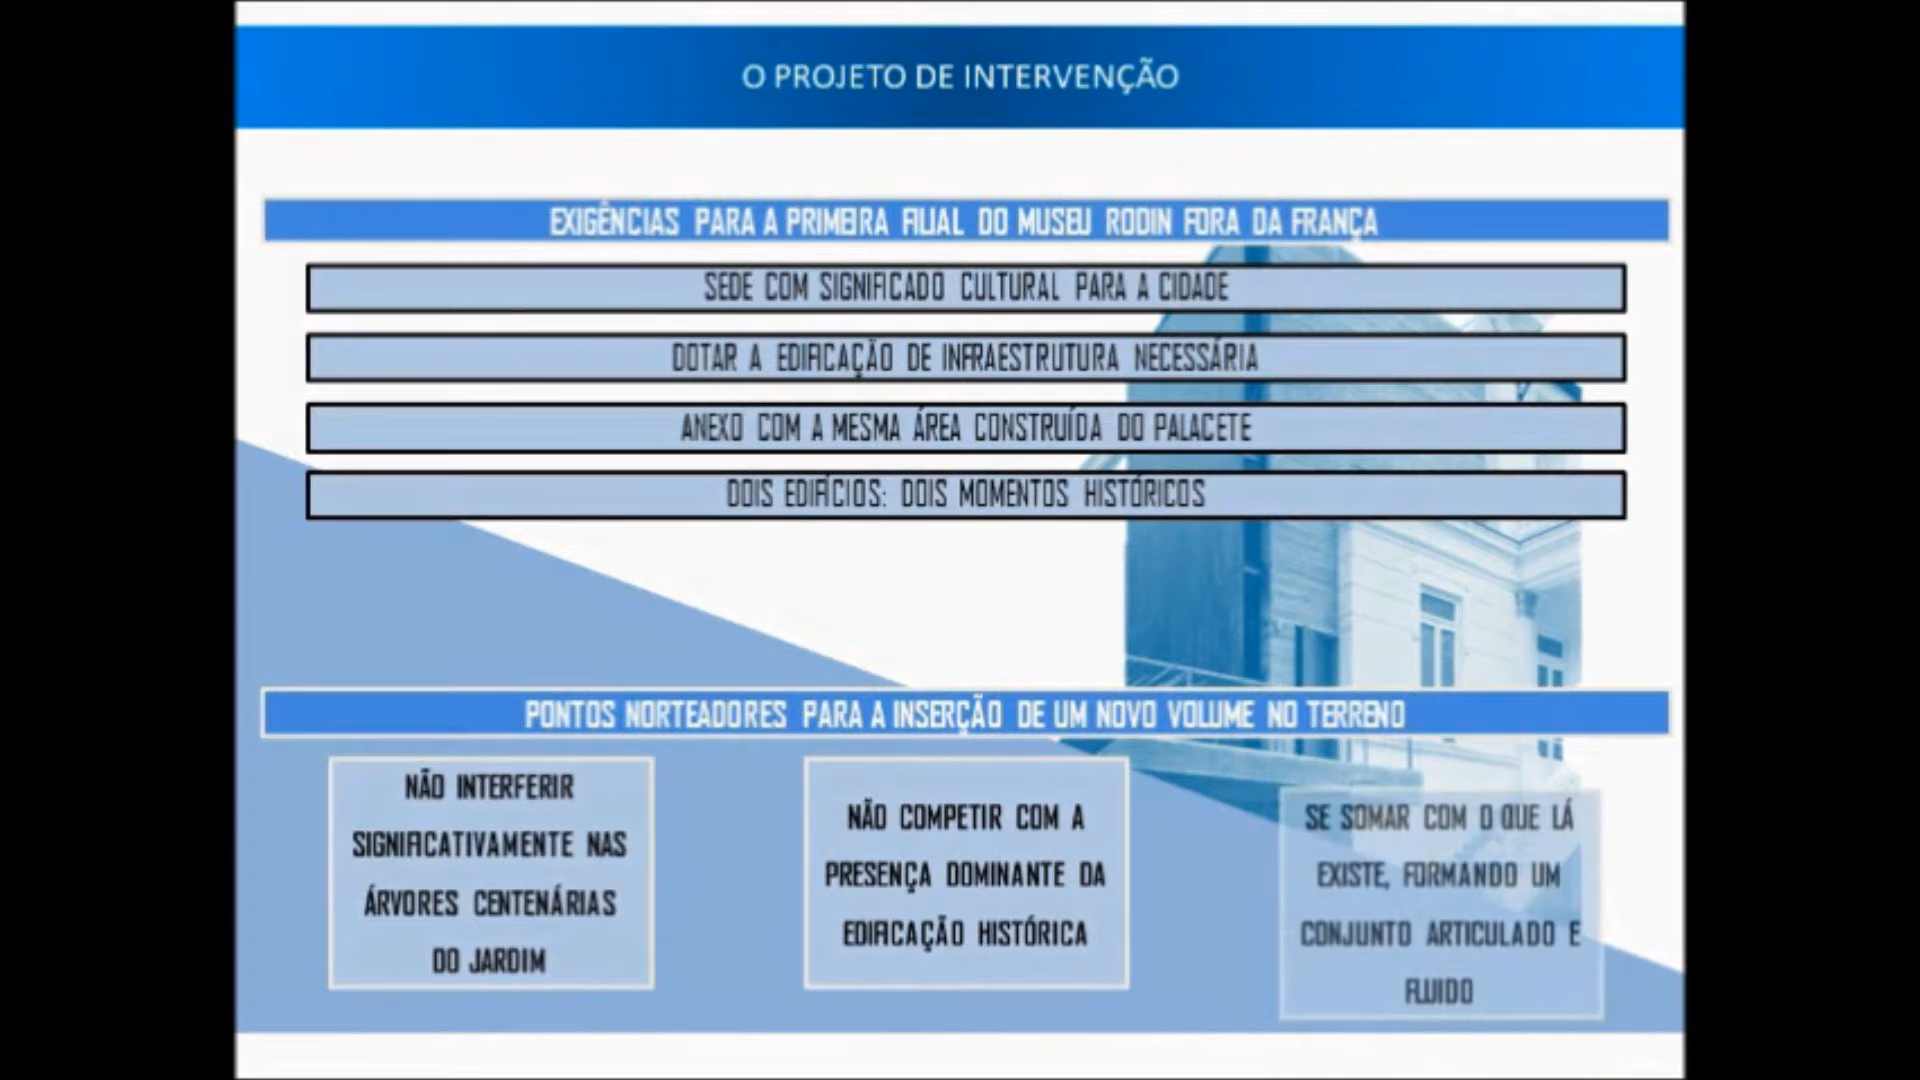 O PROJETO DE INTERVENÇÃO
EXIGÊNCIAS PARA A PRIMEIRA FILIAL DO MUSEU RODIN FORA DA FRANÇA
SEDE COM SIGNIFICADO CULTURAL PARA A CIDADE
DOTAR A EDIFICAÇÃO DE INFRAESTRUTURA NECESSÁRIA
ANEXO COM A MESMA ÁREA CONSTRUÍDA DO PALACETE
DOIS EDIFÍCIOS: DOIS MOMENTOS HISTÓRICOS
PONTOS NORTEADORES PARA A INSERÇÃO DE UM NOVO VOLUME NO TERRENO
NÃO INTERFERIR
SIGNIFICATIVAMENTE NAS
ÁRVORES CENTENÁRIAS
DO JARDIM
NÃO COMPETIR COM A
PRESENÇA DOMINANTE DA
EDIFICAÇÃO HISTÓRICA
SE SOMAR COM O QUE LÁ
EXISTE, FORMANDO UM
CONJUNTO ARTICULADO E
FLUIDO